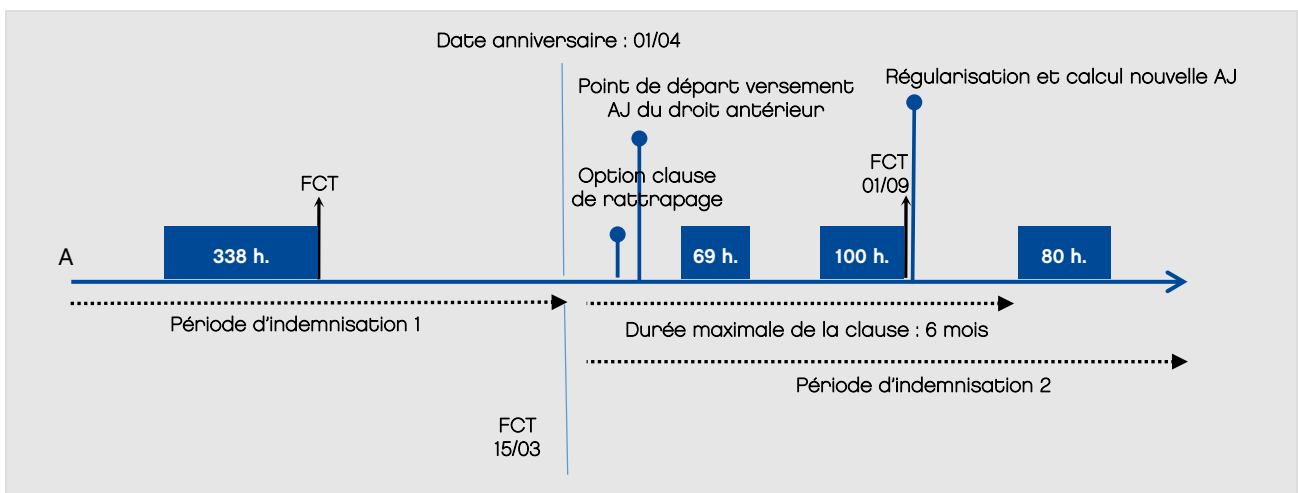 Date anniversaire : 01/04
Point de départ versement
AJ du droit antérieur
Régularisation et calcul nouvelle AJ
FCT
Option clause
de rattrapage
FCT
01/09
A
338 h.
69 h.
100 h.
80 h.
Période d'indemnisation 1
Durée maximale de la clause : 6 mois
Période d'indemnisation 2
FCT
15/03